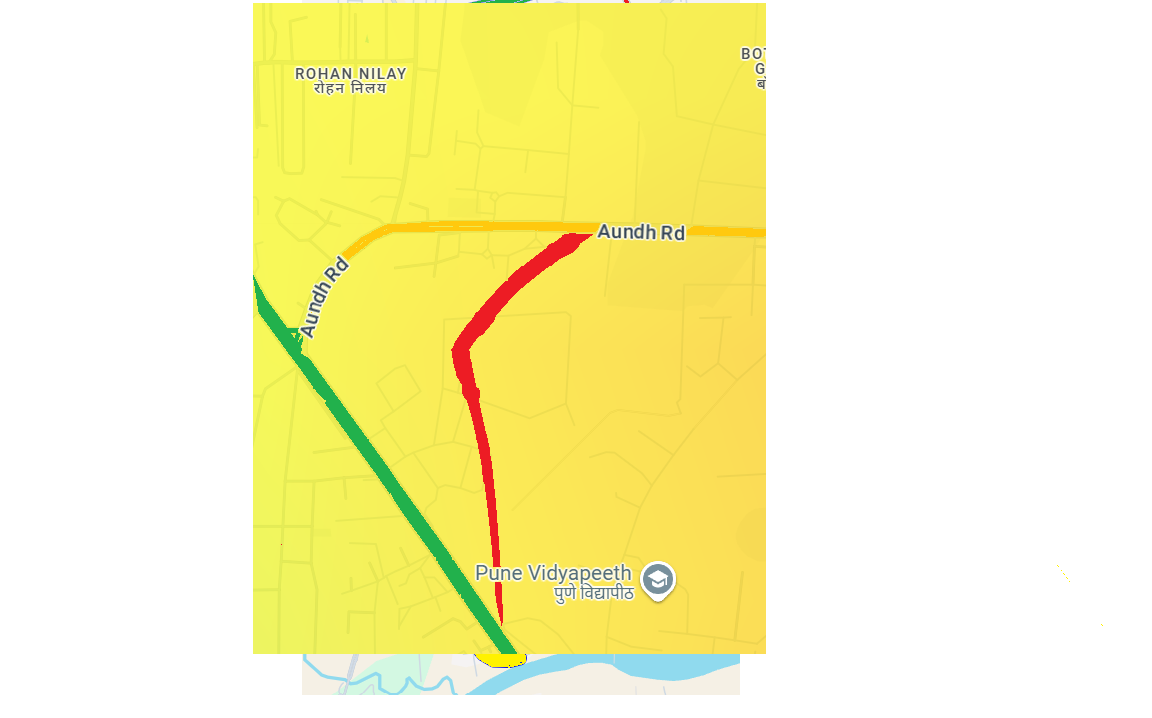 ROHAN NILAY
रोहन निलय
BOT
G
ब
Aundh Rd
Aundh Rd
Pune Vidyapeeth
पुणे विद्यापीठ